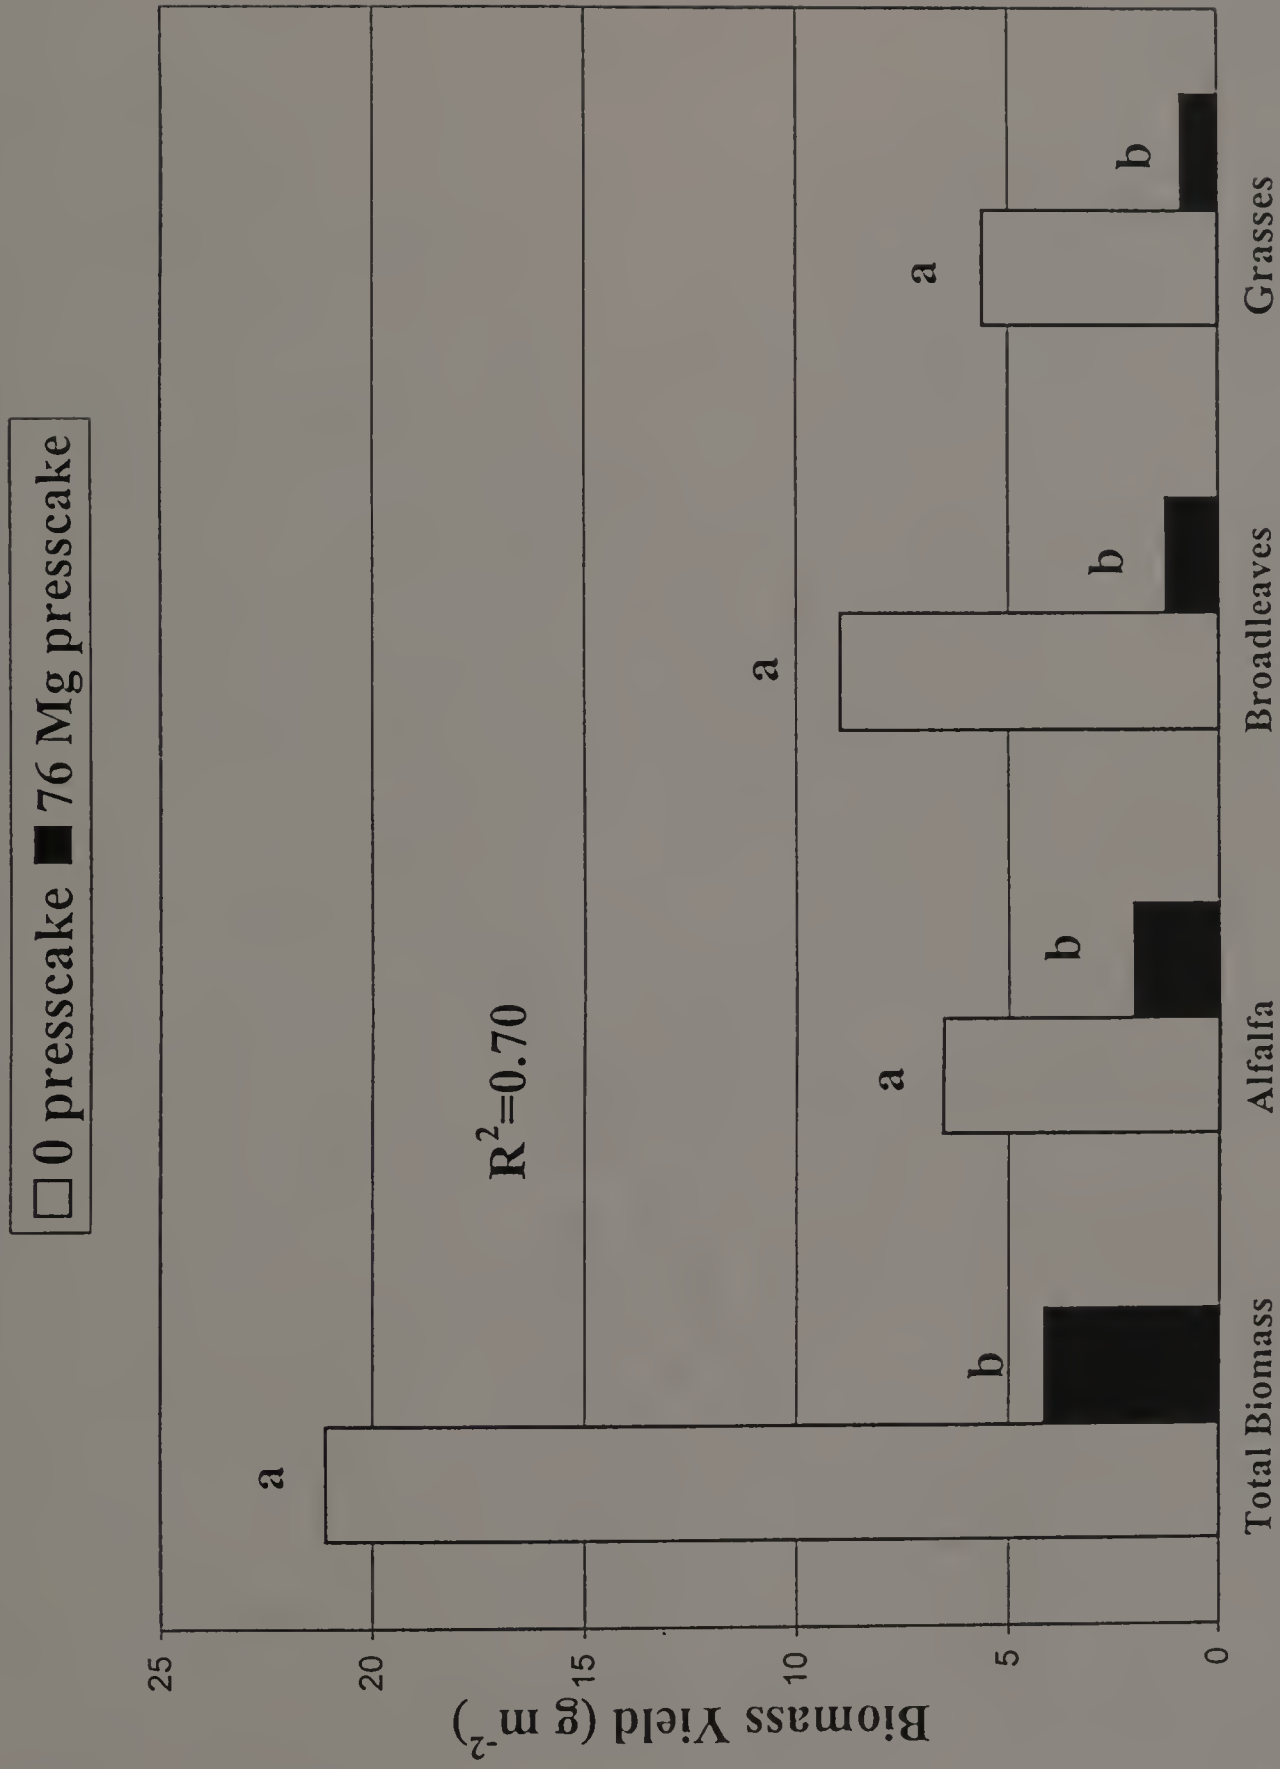 0 presscake 76 Mg presscake
25
20
15
10
5
0
Biomass Yield (g m⁻²)
R²=0.70
a
b
a
b
a
b
a
b
Total Biomass
Alfalfa
Broadleaves
Grasses